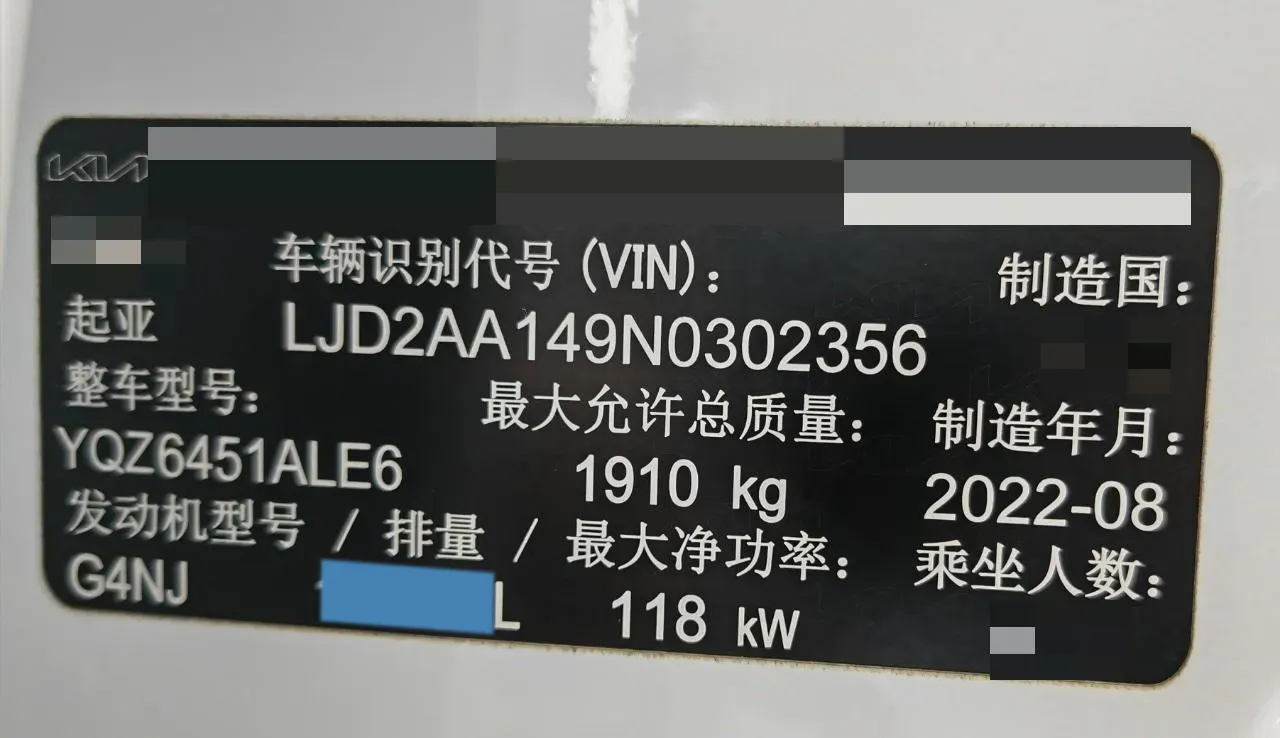 KIA
车辆识别代号(VIN):
制造国:
起亚
LJD2AA149N0302356
整车型号:
最大允许总质量:
制造年月:
YQZ6451ALE6
1910 kg
2022-08
发动机型号 / 排量 / 最大净功率:
乘坐人数:
G4NJ
L
118 kW